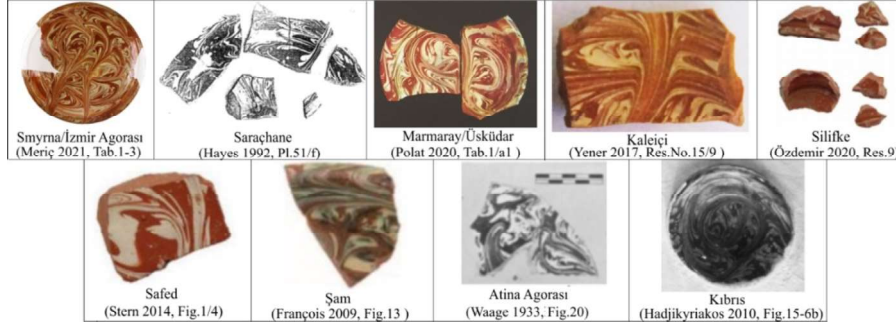 Smyrna/İzmir Agorası
(Meriç 2021, Tab.1-3)
Saraçhane
(Hayes 1992, Pl.51/f)
Marmaray/Üsküdar
(Polat 2020, Tab.1/a1 )
Kaleiçi
(Yener 2017, Res.No.15/9 )
Silifke
(Özdemir 2020, Res.9)
Safed
(Stern 2014, Fig.1/4)
Şam
(François 2009, Fig.13 )
Atina Agorası
(Waage 1933, Fig.20)
Kıbrıs
(Hadjikyriakos 2010, Fig.15-6b)